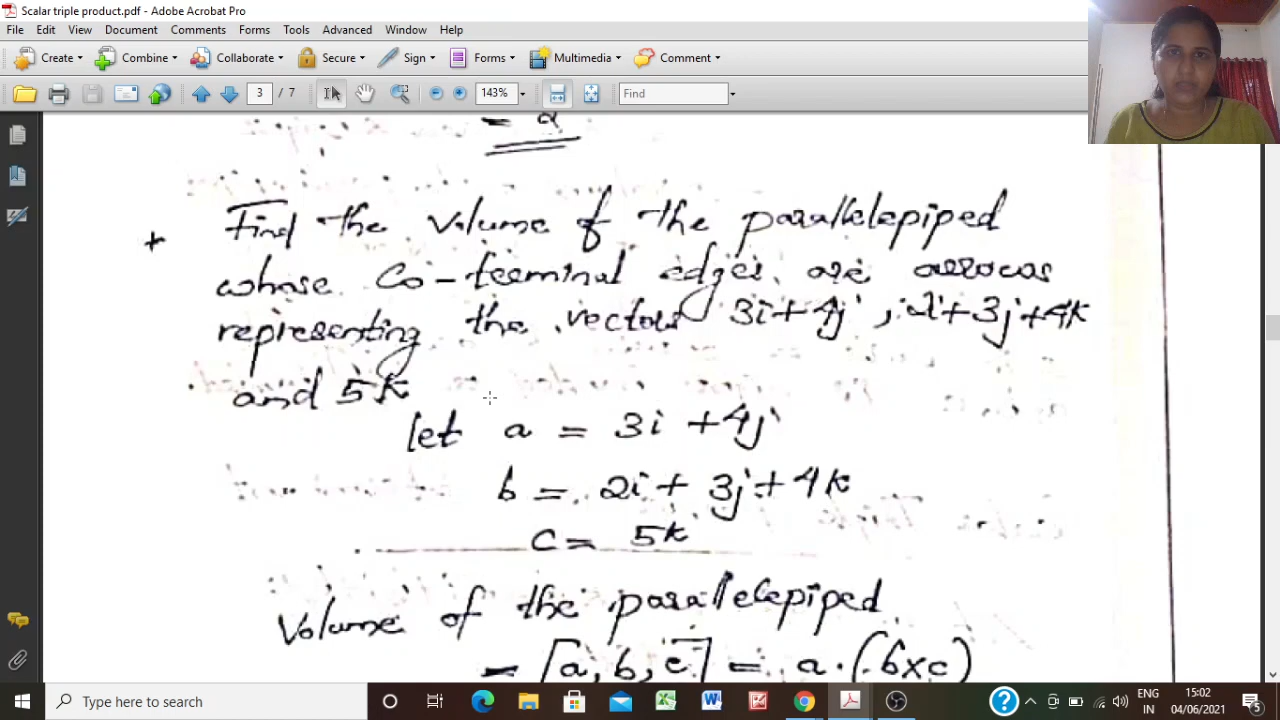 Scalar triple product.pdf - Adobe Acrobat Pro
File Edit View Document Comments Forms Tools Advanced Window Help
Create Combine Collaborate Secure Sign Forms Multimedia Comment
3 / 7 143% Find
= a
+ Find the volume of the parallelepiped
whose Co-terminal edges are arrows
representing the vectors 3i+4j , 2i+3j+4k
and 5k
let a = 3i +4j
b = 2i + 3j + 4k
c = 5k
Volume of the parallelepiped
= [a, b, c] = a . (b x c)
Type here to search
ENG
IN
15:02
04/06/2021
5